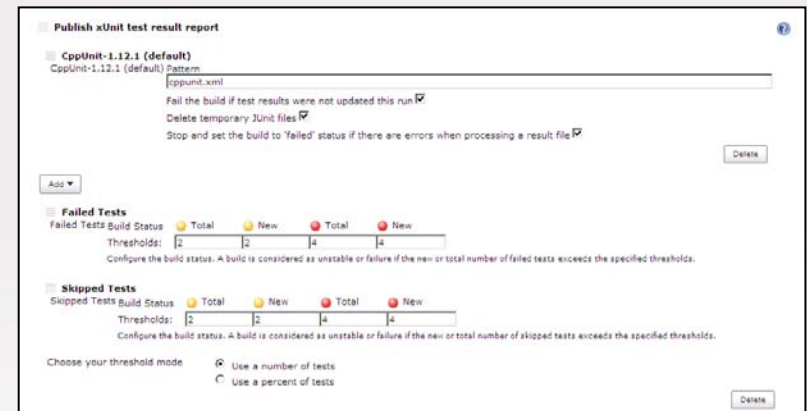 Publish xUnit test result report
CppUnit-1.12.1 (default)
CppUnit-1.12.1 (default) Pattern
cppunit.xml
Fail the build if test results were not updated this run
Delete temporary JUnit files
Stop and set the build to 'failed' status if there are errors when processing a result file
Delete
Add
Failed Tests
Failed Tests Build Status Total New Total New
Thresholds: 2 2 4 4
Configure the build status. A build is considered as unstable or failure if the new or total number of failed tests exceeds the specified thresholds.
Skipped Tests
Skipped Tests Build Status Total New Total New
Thresholds: 2 2 4 4
Configure the build status. A build is considered as unstable or failure if the new or total number of skipped tests exceeds the specified thresholds.
Choose your threshold mode Use a number of tests
Use a percent of tests
Delete